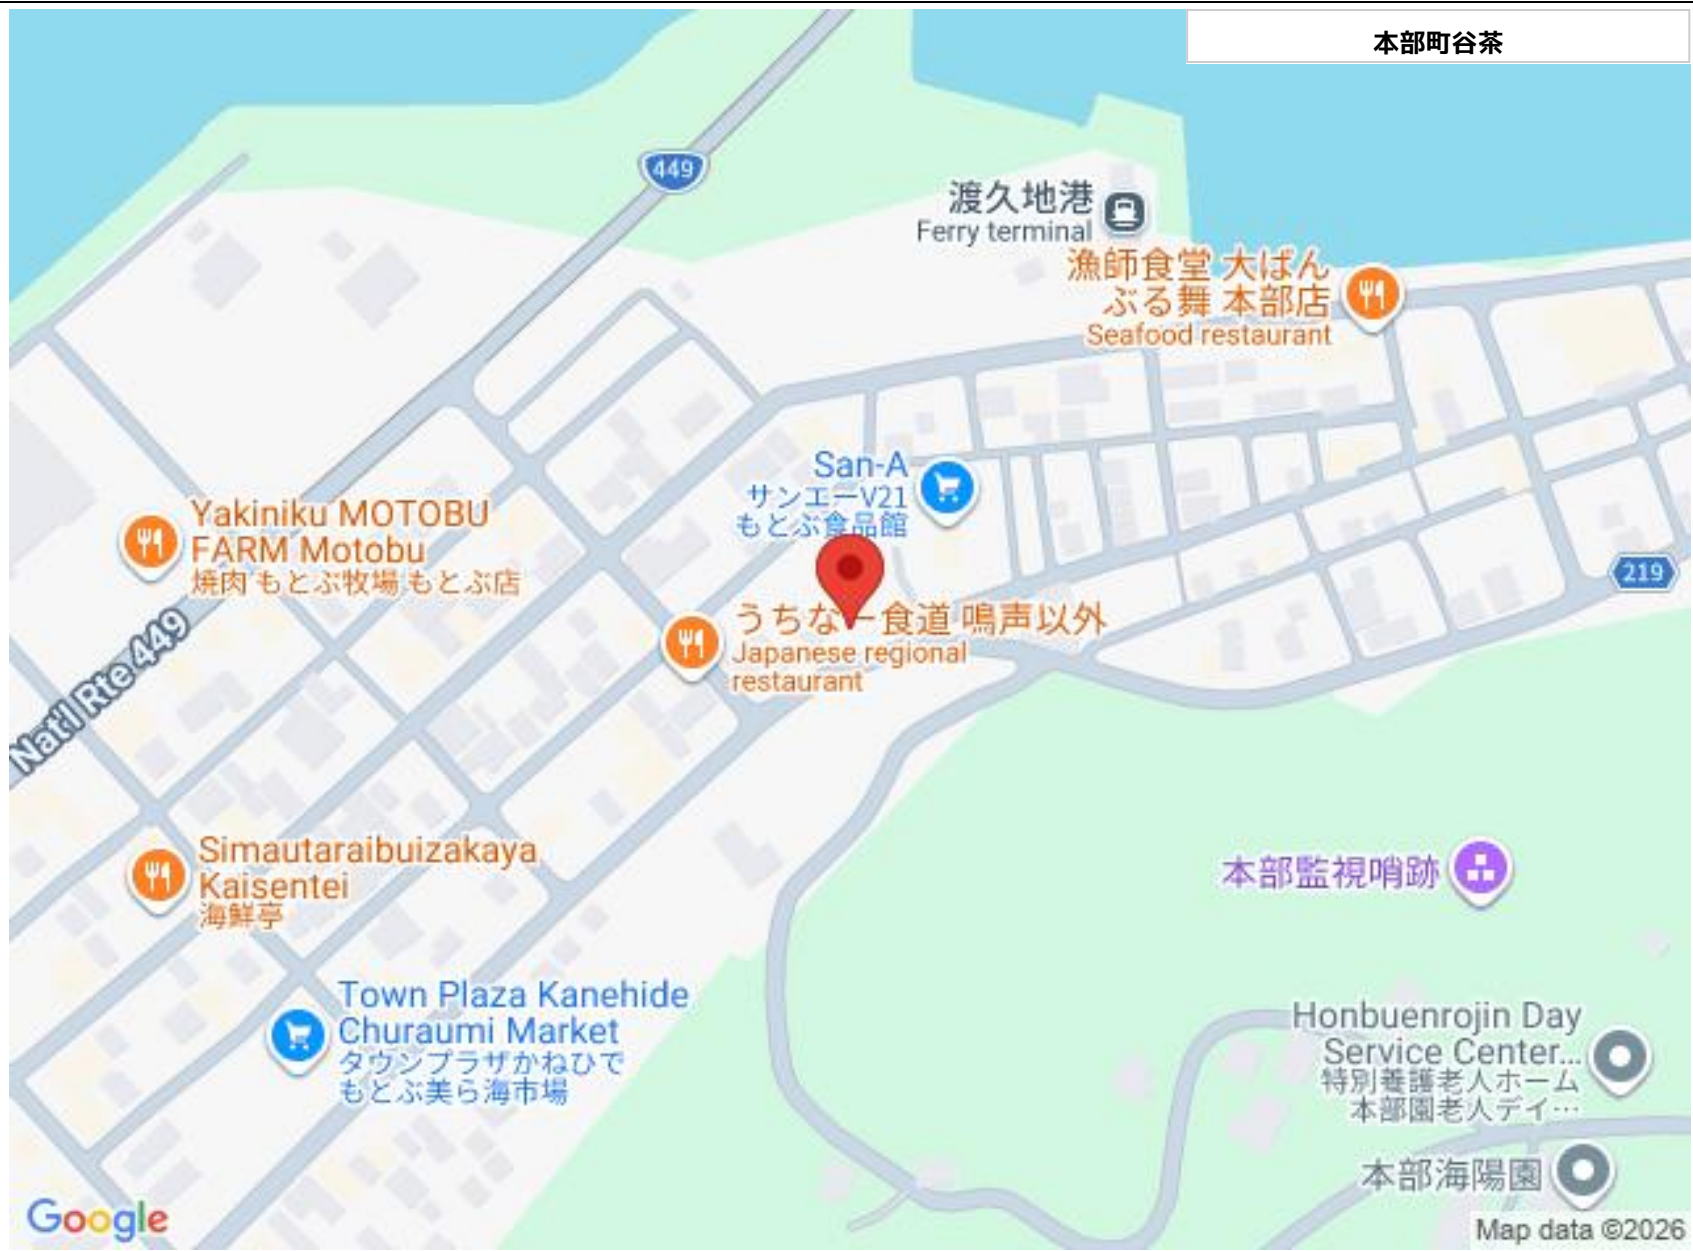 本部町谷茶
449
渡久地港
Ferry terminal
漁師食堂 大ばん
ぶる舞 本部店
Seafood restaurant
San-A
サンエーV21
もとぶ食品館
Yakiniku MOTOBU
FARM Motobu
焼肉 もとぶ牧場 もとぶ店
219
うちなー食道 鳴声以外
Japanese regional
restaurant
Nat'l Rte 449
Simautaraibuizakaya
Kaisentei
海鮮亭
本部監視哨跡
Town Plaza Kanehide
Churaumi Market
タウンプラザかねひで
もとぶ美ら海市場
Honbuenrojin Day
Service Center...
特別養護老人ホーム
本部園老人デイ…
本部海陽園
Google
Map data ©2026